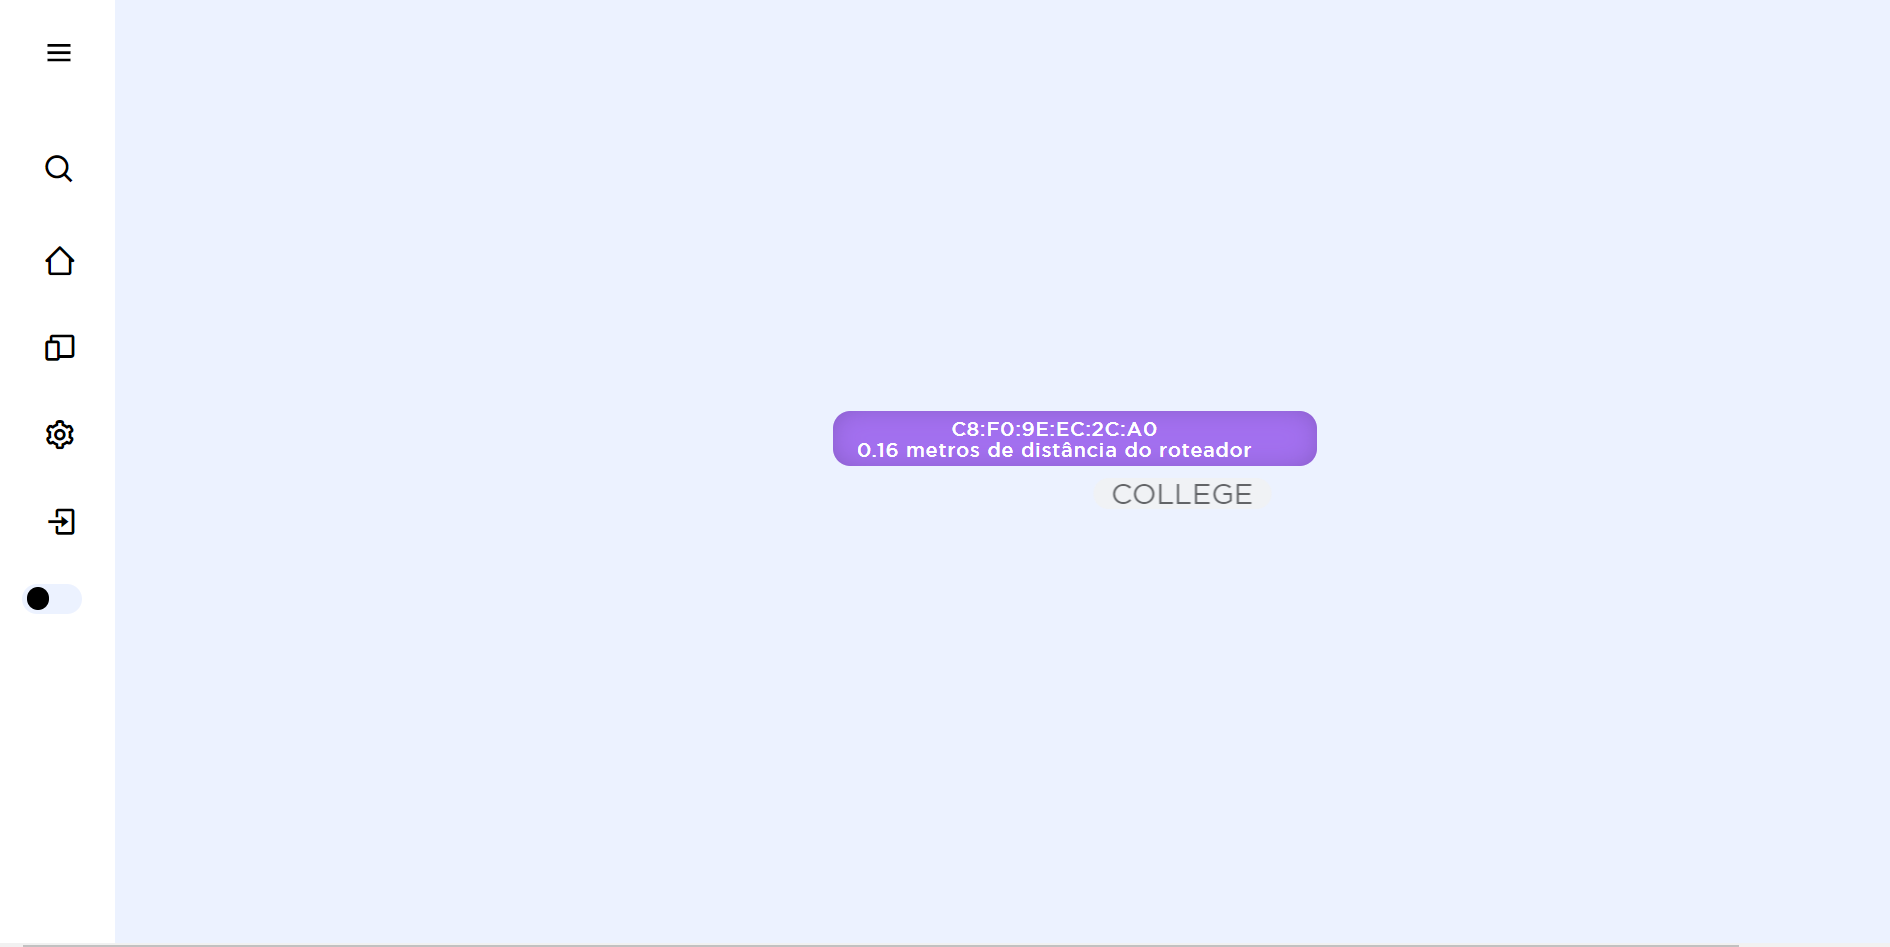 C8:F0:9E:EC:2C:A0
0.16 metros de distância do roteador
COLLEGE